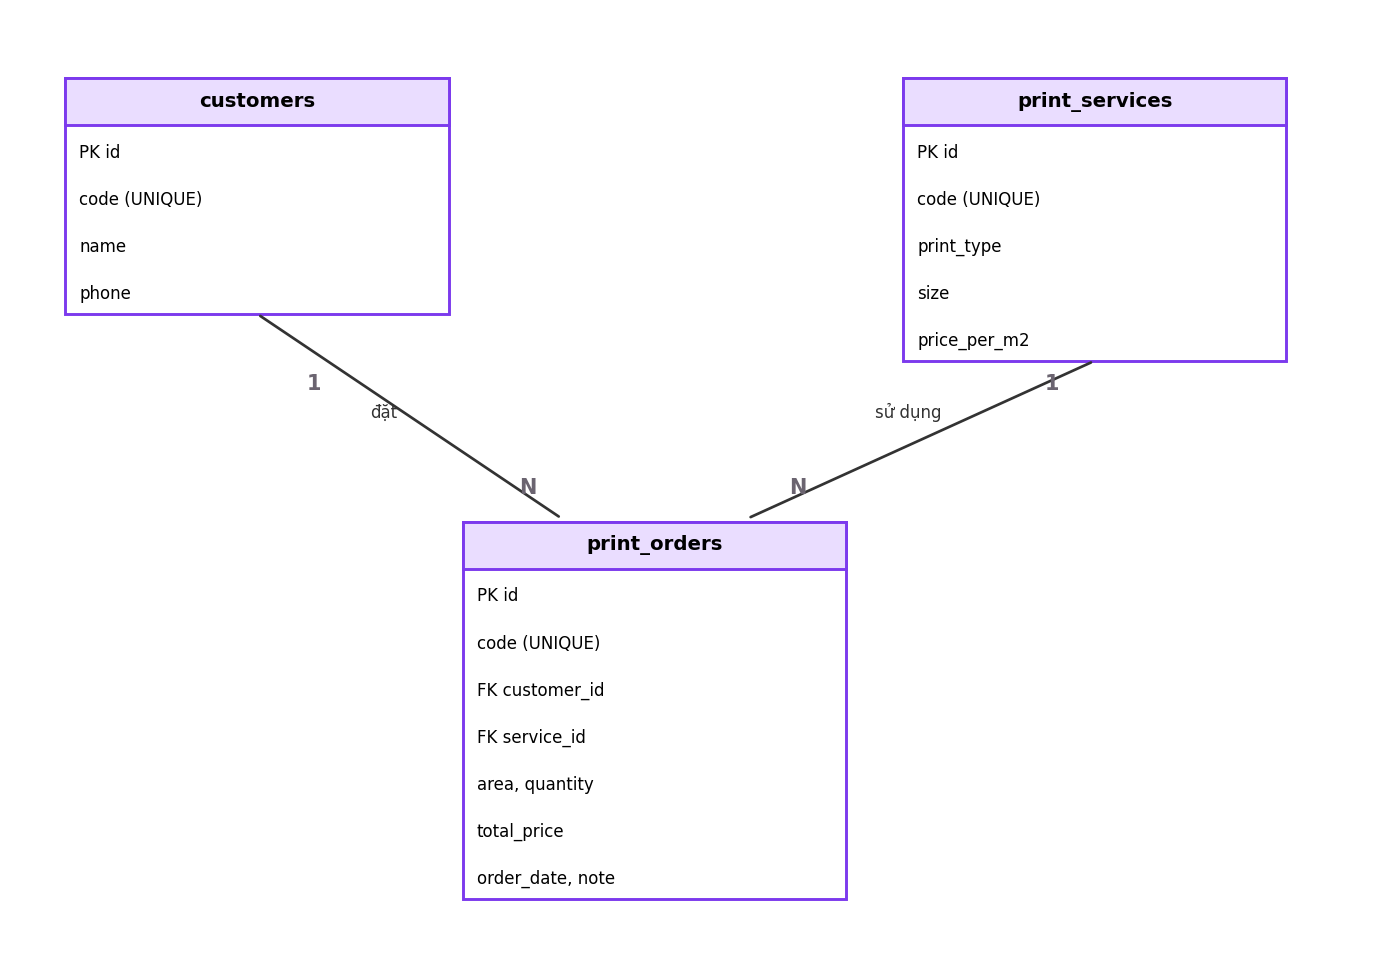 customers
PK id
code (UNIQUE)
name
phone
print_services
PK id
code (UNIQUE)
print_type
size
price_per_m2
1
đặt
N
1
sử dụng
N
print_orders
PK id
code (UNIQUE)
FK customer_id
FK service_id
area, quantity
total_price
order_date, note